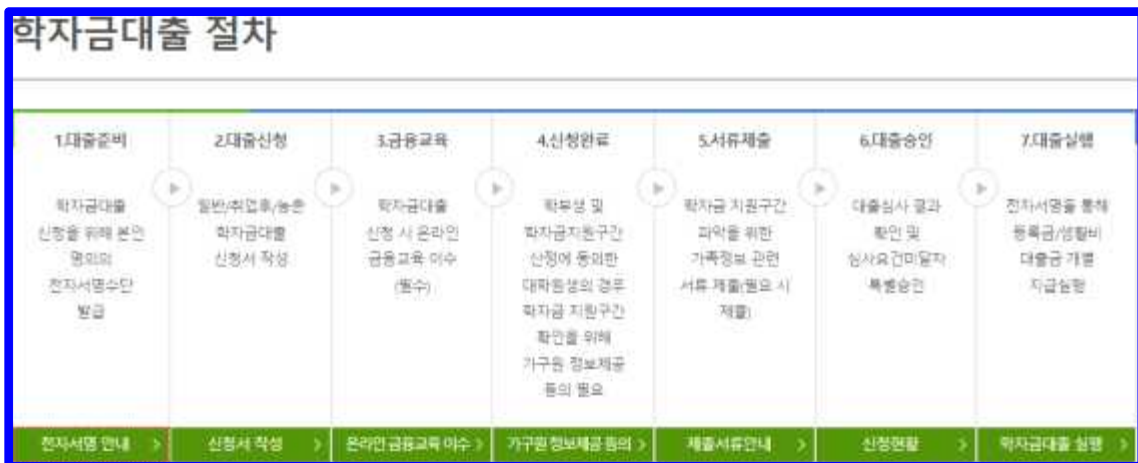 학자금대출 절차
1.대출준비
학자금대출
신청을 위해 본인
명의의
전자서명수단
발급
전자서명 안내
2.대출신청
일반/취업후/농촌
학자금대출
신청서 작성
신청서 작성
3.금융교육
학자금대출
신청 시 온라인
금융교육 이수
(필수)
온라인 금융교육 이수
4.신청완료
학부생 및
학자금지원구간
산정에 동의한
대학원생의 경우
학자금 지원구간
확인을 위해
가구원 정보제공
동의 필요
가구원 정보제공 동의
5.서류제출
학자금 지원구간
파악을 위한
가족정보 관련
서류 제출(필요 시
제출)
제출서류안내
6.대출승인
대출심사 결과
확인 및
심사요건미달자
특별승인
신청현황
7.대출실행
전자서명을 통해
등록금/생활비
대출금 개별
지급실행
학자금대출 실행